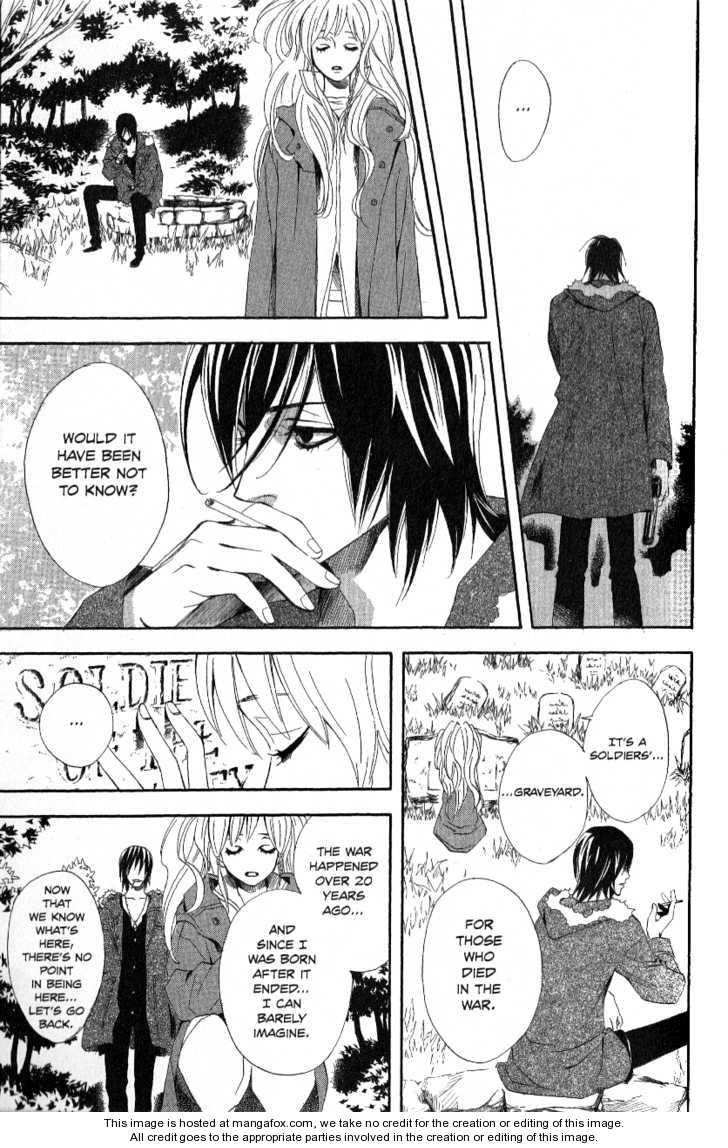 ...
WOULD IT
HAVE BEEN
BETTER NOT
TO KNOW?
IT'S A
SOLDIERS'...
...GRAVEYARD.
FOR
THOSE
WHO
DIED
IN THE
WAR.
SOLDIE
...
THE WAR
HAPPENED
OVER 20
YEARS
AGO...
AND
SINCE I
WAS BORN
AFTER IT
ENDED...
I CAN
BARELY
IMAGINE.
NOW
THAT
WE KNOW
WHAT'S
HERE,
THERE'S NO
POINT
IN BEING
HERE...
LET'S GO
BACK.
This image is hosted at mangafox.com, we take no credit for the creation or editing of this image.
All credit goes to the appropriate parties involved in the creation or editing of this image.